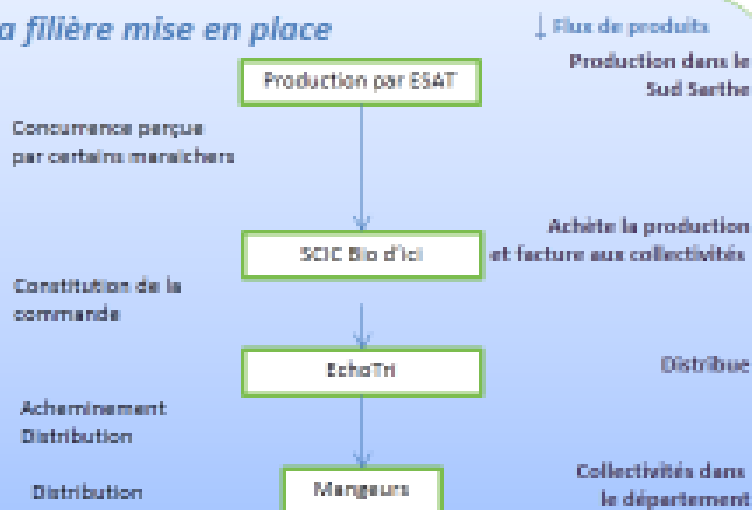 a filière mise en place
Flux de produits
Production dans le
Sud Sarthe
Production par ESAT
Concurrence perçue
par certains maraichers
Achète la production
et facture aux collectivités
SCIC Bio d'ici
Constitution de la
commande
EchoTri
Distribue
Acheminement
Distribution
Collectivités dans
le département
Distribution
Mangeurs